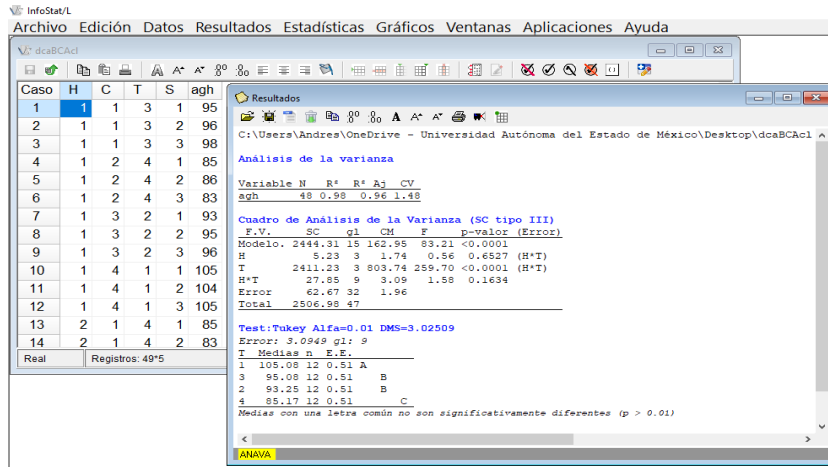 InfoStat/L
Archivo Edición Datos Resultados Estadísticas Gráficos Ventanas Aplicaciones Ayuda
dcaBCAcl
Caso H C T S agh
1 1 1 3 1 95
2 1 1 3 2 96
3 1 1 3 3 98
4 1 2 4 1 85
5 1 2 4 2 86
6 1 2 4 3 83
7 1 3 2 1 93
8 1 3 2 2 95
9 1 3 2 3 96
10 1 4 1 1 105
11 1 4 1 2 104
12 1 4 1 3 105
13 2 1 4 1 85
14 2 1 4 2 83
Real Registros: 49*5
Resultados
C:\Users\Andres\OneDrive - Universidad Autónoma del Estado de México\Desktop\dcaBCAcl
Análisis de la varianza
Variable N R² R² Aj CV
agh 48 0.98 0.96 1.48
Cuadro de Análisis de la Varianza (SC tipo III)
F.V. SC gl CM F p-valor (Error)
Modelo. 2444.31 15 162.95 83.21 <0.0001
H 5.23 3 1.74 0.56 0.6527 (H*T)
T 2411.23 3 803.74 259.70 <0.0001 (H*T)
H*T 27.85 9 3.09 1.58 0.1634
Error 62.67 32 1.96
Total 2506.98 47
Test:Tukey Alfa=0.01 DMS=3.02509
Error: 3.0949 gl: 9
T Medias n E.E.
1 105.08 12 0.51 A
3 95.08 12 0.51 B
2 93.25 12 0.51 B
4 85.17 12 0.51 C
Medias con una letra común no son significativamente diferentes (p > 0.01)
ANAVA